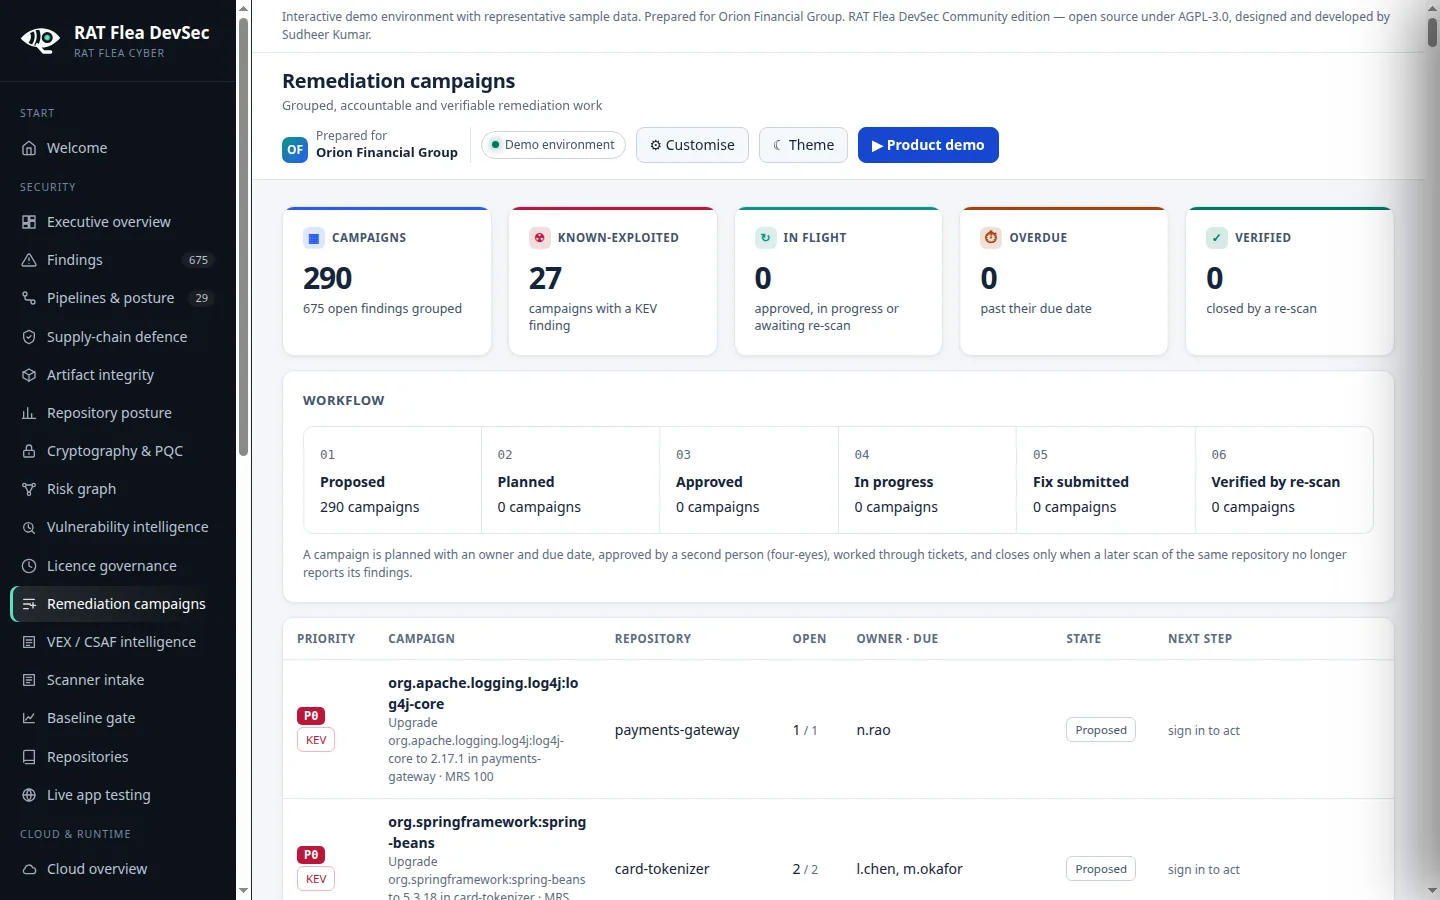 RAT Flea DevSec
RAT FLEA CYBER
START
Welcome
SECURITY
Executive overview
Findings 675
Pipelines & posture 29
Supply-chain defence
Artifact integrity
Repository posture
Cryptography & PQC
Risk graph
Vulnerability intelligence
Licence governance
Remediation campaigns
VEX / CSAF intelligence
Scanner intake
Baseline gate
Repositories
Live app testing
CLOUD & RUNTIME
Cloud overview
Interactive demo environment with representative sample data. Prepared for Orion Financial Group. RAT Flea DevSec Community edition — open source under AGPL-3.0, designed and developed by
Sudheer Kumar.
Remediation campaigns
Grouped, accountable and verifiable remediation work
OF
Prepared for
Orion Financial Group
Demo environment
⚙ Customise
☾ Theme
▶ Product demo
CAMPAIGNS
290
675 open findings grouped
KNOWN-EXPLOITED
27
campaigns with a KEV
finding
IN FLIGHT
0
approved, in progress or
awaiting re-scan
OVERDUE
0
past their due date
VERIFIED
0
closed by a re-scan
WORKFLOW
01
Proposed
290 campaigns
02
Planned
0 campaigns
03
Approved
0 campaigns
04
In progress
0 campaigns
05
Fix submitted
0 campaigns
06
Verified by re-scan
0 campaigns
A campaign is planned with an owner and due date, approved by a second person (four-eyes), worked through tickets, and closes only when a later scan of the same repository no longer
reports its findings.
PRIORITY CAMPAIGN REPOSITORY OPEN OWNER · DUE STATE NEXT STEP
P0
KEV
org.apache.logging.log4j:lo
g4j-core
Upgrade
org.apache.logging.log4j:log4j-
core to 2.17.1 in payments-
gateway · MRS 100
payments-gateway
1 / 1
n.rao
Proposed
sign in to act
P0
KEV
org.springframework:spring
-beans
Upgrade
org.springframework:spring-beans
to 5.3.18 in card-tokenizer · MRS
card-tokenizer
2 / 2
l.chen, m.okafor
Proposed
sign in to act